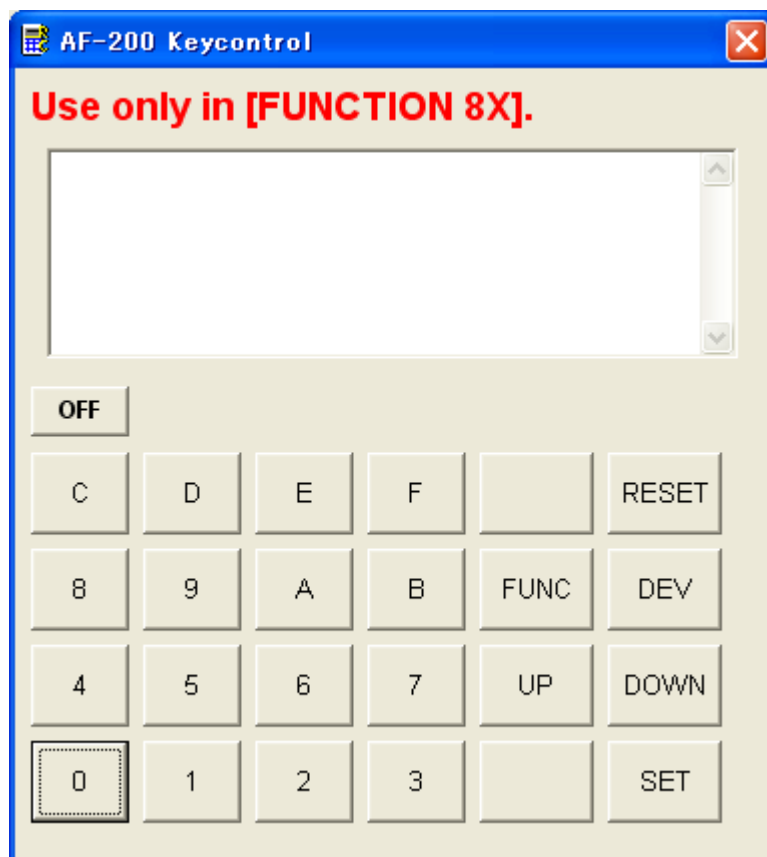 AF-200 Keycontrol
Use only in [FUNCTION 8X].
OFF
C D E F RESET
8 9 A B FUNC DEV
4 5 6 7 UP DOWN
0 1 2 3 SET